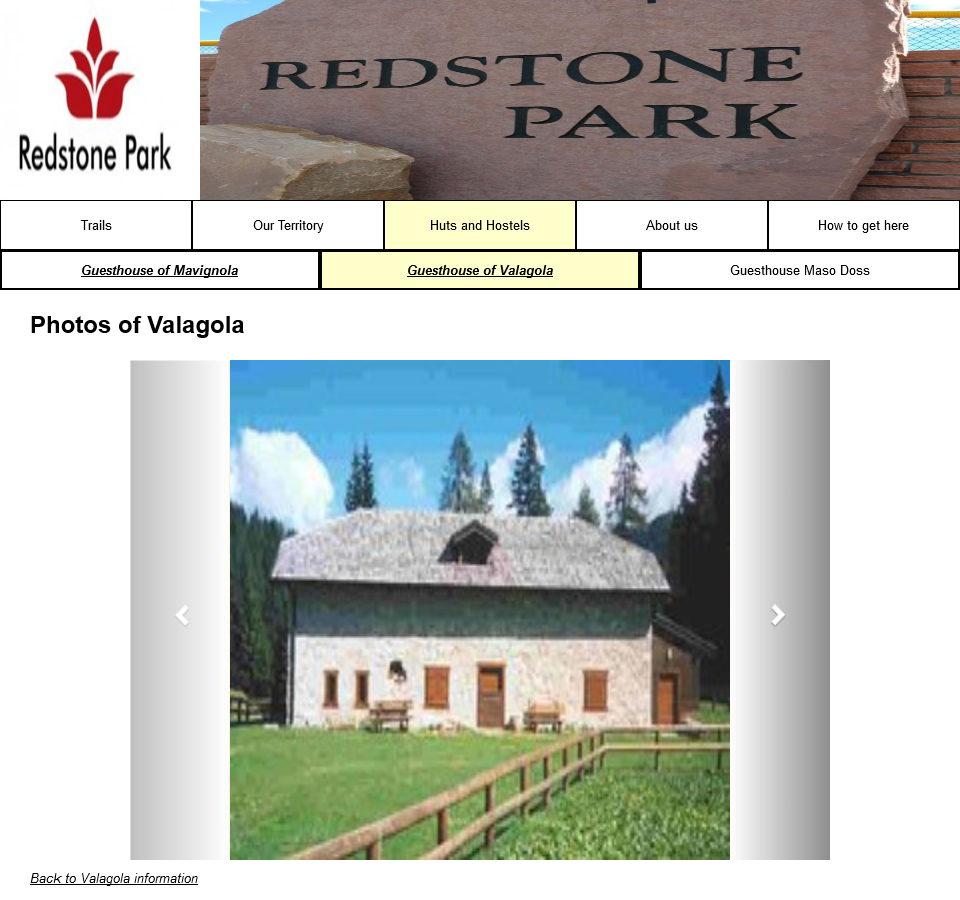 REDSTONE
PARK
Redstone Park
Trails
Our Territory
Huts and Hostels
About us
How to get here
Guesthouse of Mavignola
Guesthouse of Valagola
Guesthouse Maso Doss
Photos of Valagola
Back to Valagola information